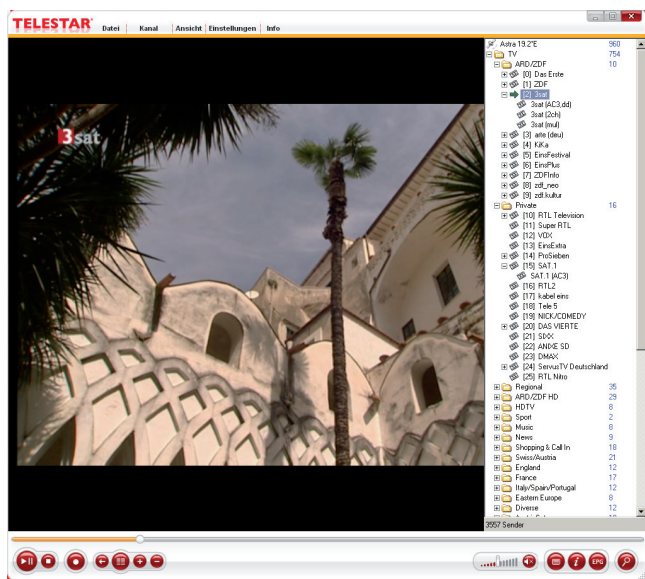 TELESTAR
Datei Kanal Ansicht Einstellungen Info
3sat
Astra 19.2°E 960
TV 754
ARD/ZDF 10
[0] Das Erste
[1] ZDF
[2] 3sat
3sat (AC3,dd)
3sat (2ch)
3sat (mul)
[3] arte (deu)
[4] KiKa
[5] EinsFestival
[6] EinsPlus
[7] ZDFInfo
[8] zdf_neo
[9] zdf.kultur
Private 16
[10] RTL Television
[11] Super RTL
[12] VOX
[13] EinsExtra
[14] ProSieben
[15] SAT.1
SAT.1 (AC3)
[16] RTL2
[17] kabel eins
[18] Tele 5
[19] NICK/COMEDY
[20] DAS VIERTE
[21] SIXX
[22] ANIXE SD
[23] DMAX
[24] ServusTV Deutschland
[25] RTL Nitro
Regional 35
ARD/ZDF HD 29
HDTV 8
Sport 2
Music 8
News 9
Shopping & Call In 18
Swiss/Austria 21
England 12
France 17
Italy/Spain/Portugal 12
Eastern Europe 8
Diverse 12
3557 Sender
EPG